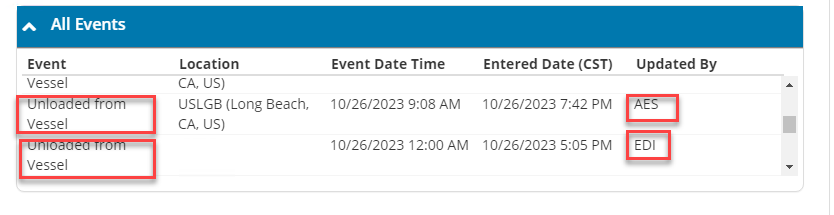 All Events
Event Location Event Date Time Entered Date (CST) Updated By
Vessel CA, US)
Unloaded from USLGB (Long Beach, 10/26/2023 9:08 AM 10/26/2023 7:42 PM AES
Vessel CA, US)
Unloaded from 10/26/2023 12:00 AM 10/26/2023 5:05 PM EDI
Vessel